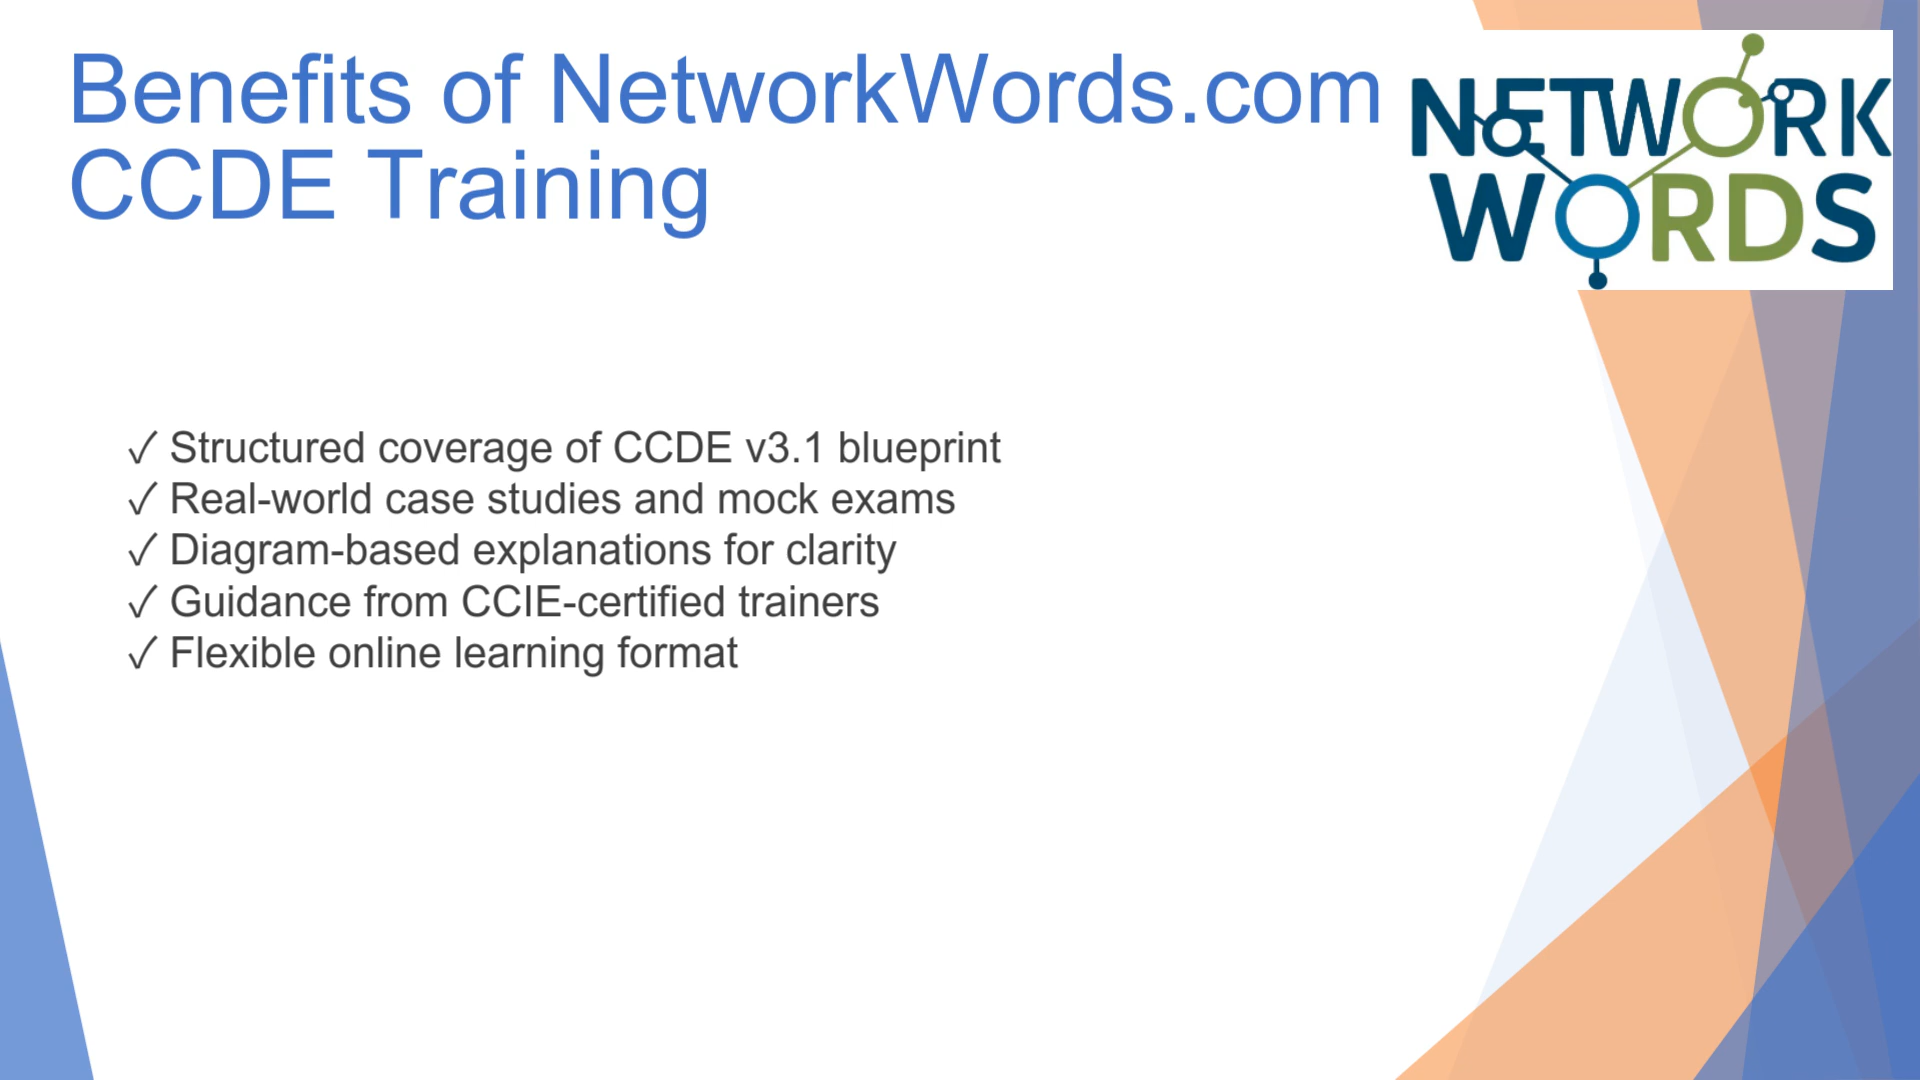 Benefits of NetworkWords.com
CCDE Training
NETWORK
WORDS
✓ Structured coverage of CCDE v3.1 blueprint
✓ Real-world case studies and mock exams
✓ Diagram-based explanations for clarity
✓ Guidance from CCIE-certified trainers
✓ Flexible online learning format